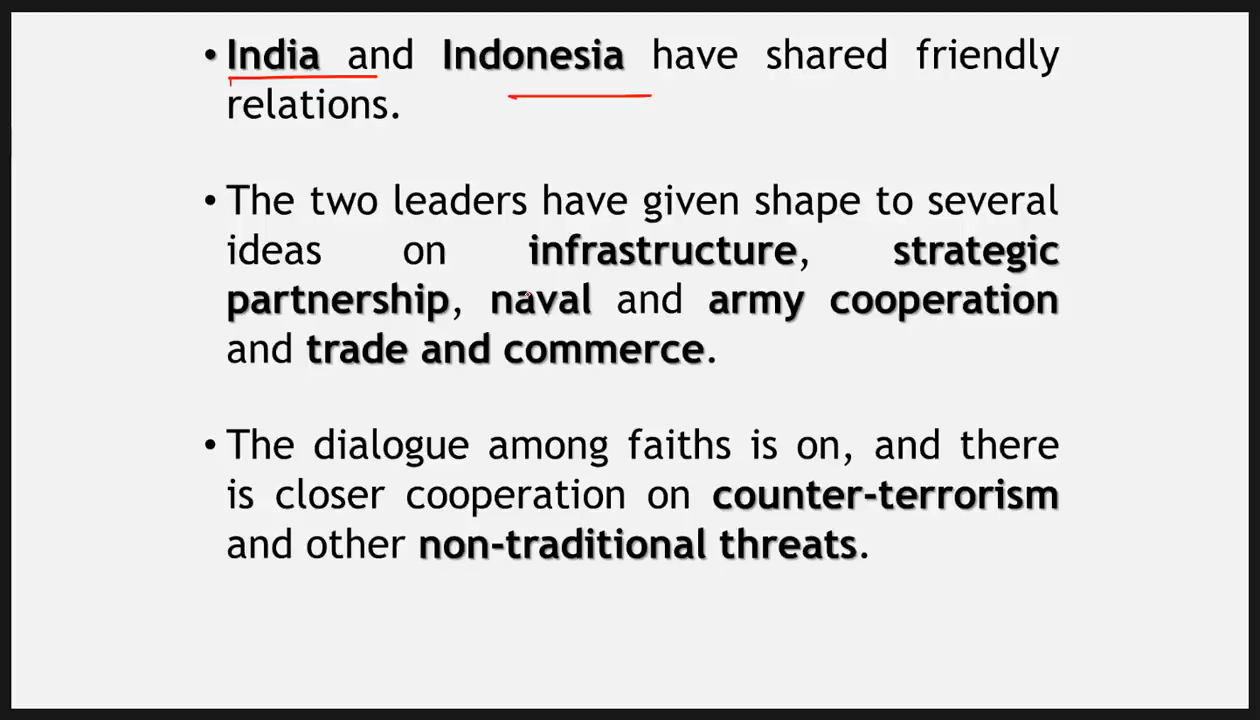 • India and Indonesia have shared friendly
relations.
• The two leaders have given shape to several
ideas on infrastructure, strategic
partnership, naval and army cooperation
and trade and commerce.
• The dialogue among faiths is on, and there
is closer cooperation on counter-terrorism
and other non-traditional threats.